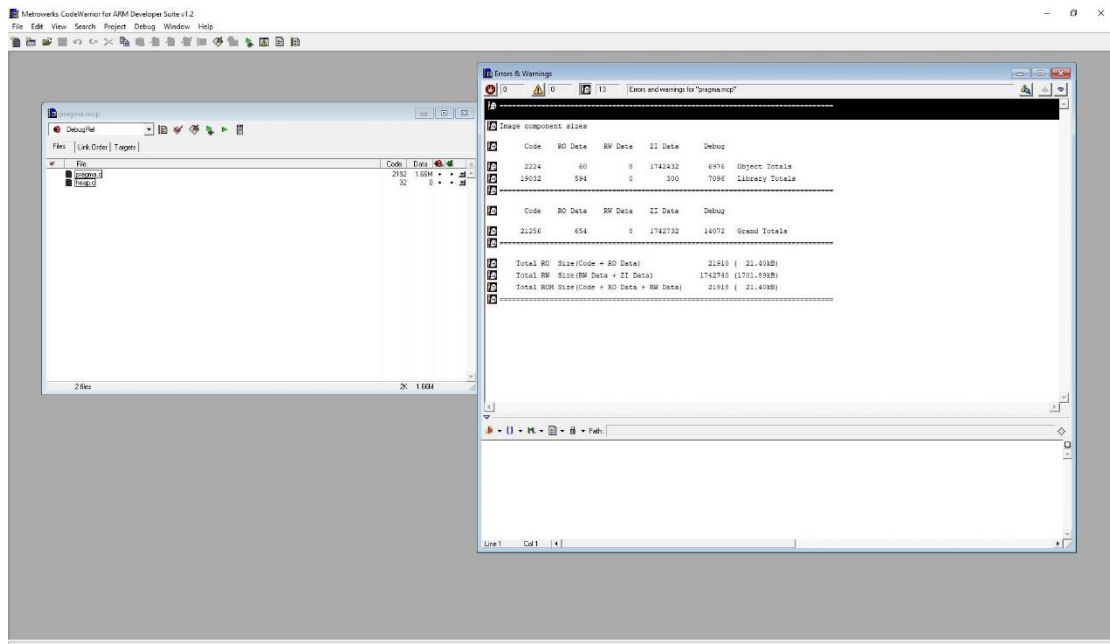 Metrowerks CodeWarrior for ARM Developer Suite v1.2
File Edit View Search Project Debug Window Help
pragma.mcp
DebugRel
Files Link Order Targets
File Code Data
pragma.c 2192 1.66M
heap.c 32 0
2 files 2K 1.66M
Errors & Warnings
0 0 13 Errors and warnings for "pragma.mcp"
================================================================================
Image component sizes
Code RO Data RW Data ZI Data Debug
2224 60 8 1742432 6976 Object Totals
19032 594 0 300 7096 Library Totals
================================================================================
Code RO Data RW Data ZI Data Debug
21256 654 8 1742732 14072 Grand Totals
================================================================================
Total RO Size(Code + RO Data) 21910 ( 21.40kB)
Total RW Size(RW Data + ZI Data) 1742740 (1701.89kB)
Total ROM Size(Code + RO Data + RW Data) 21918 ( 21.40kB)
================================================================================
Path:
Line 1 Col 1